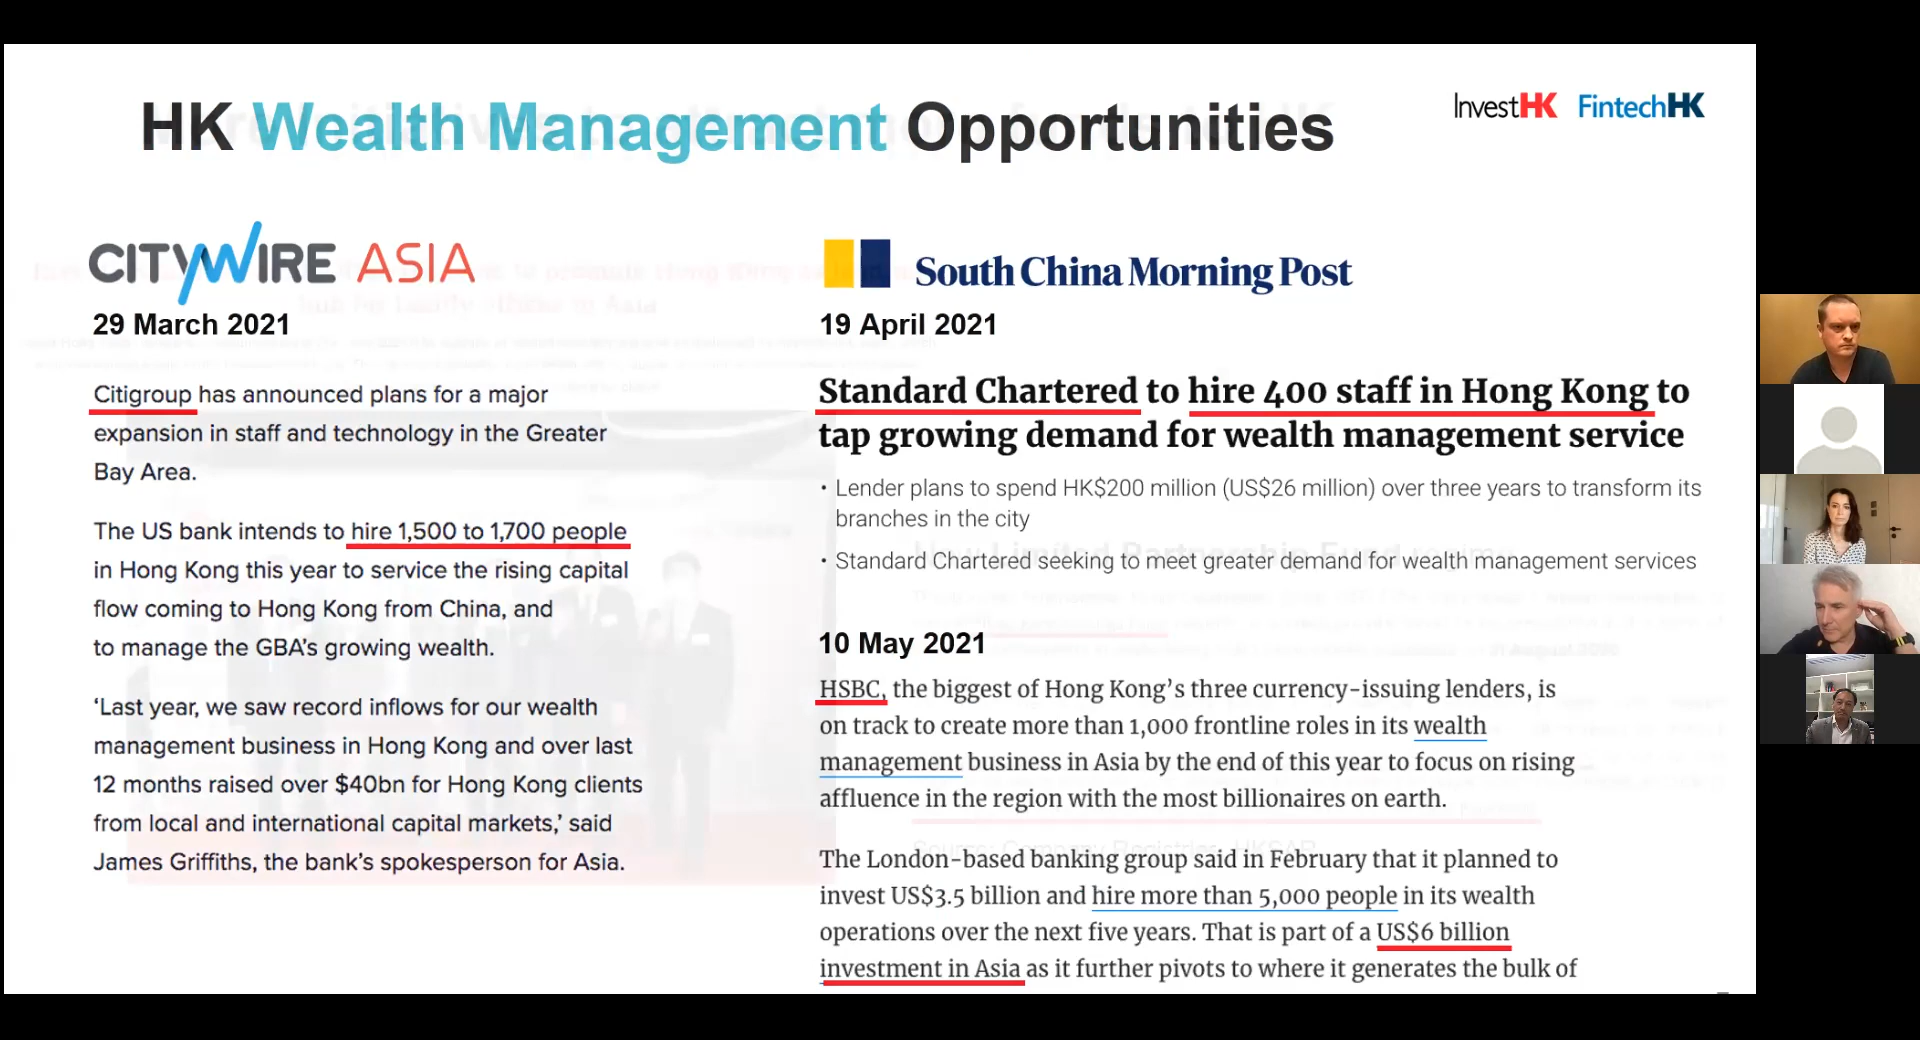 HK Wealth Management Opportunities
InvestHK FintechHK
CITYWIRE ASIA
29 March 2021
Citigroup has announced plans for a major
expansion in staff and technology in the Greater
Bay Area.
The US bank intends to hire 1,500 to 1,700 people
in Hong Kong this year to service the rising capital
flow coming to Hong Kong from China, and
to manage the GBA’s growing wealth.
‘Last year, we saw record inflows for our wealth
management business in Hong Kong and over last
12 months raised over $40bn for Hong Kong clients
from local and international capital markets,’ said
James Griffiths, the bank’s spokesperson for Asia.
South China Morning Post
19 April 2021
Standard Chartered to hire 400 staff in Hong Kong to
tap growing demand for wealth management service
• Lender plans to spend HK$200 million (US$26 million) over three years to transform its
branches in the city
• Standard Chartered seeking to meet greater demand for wealth management services
10 May 2021
HSBC, the biggest of Hong Kong’s three currency-issuing lenders, is
on track to create more than 1,000 frontline roles in its wealth
management business in Asia by the end of this year to focus on rising
affluence in the region with the most billionaires on earth.
The London-based banking group said in February that it planned to
invest US$3.5 billion and hire more than 5,000 people in its wealth
operations over the next five years. That is part of a US$6 billion
investment in Asia as it further pivots to where it generates the bulk of